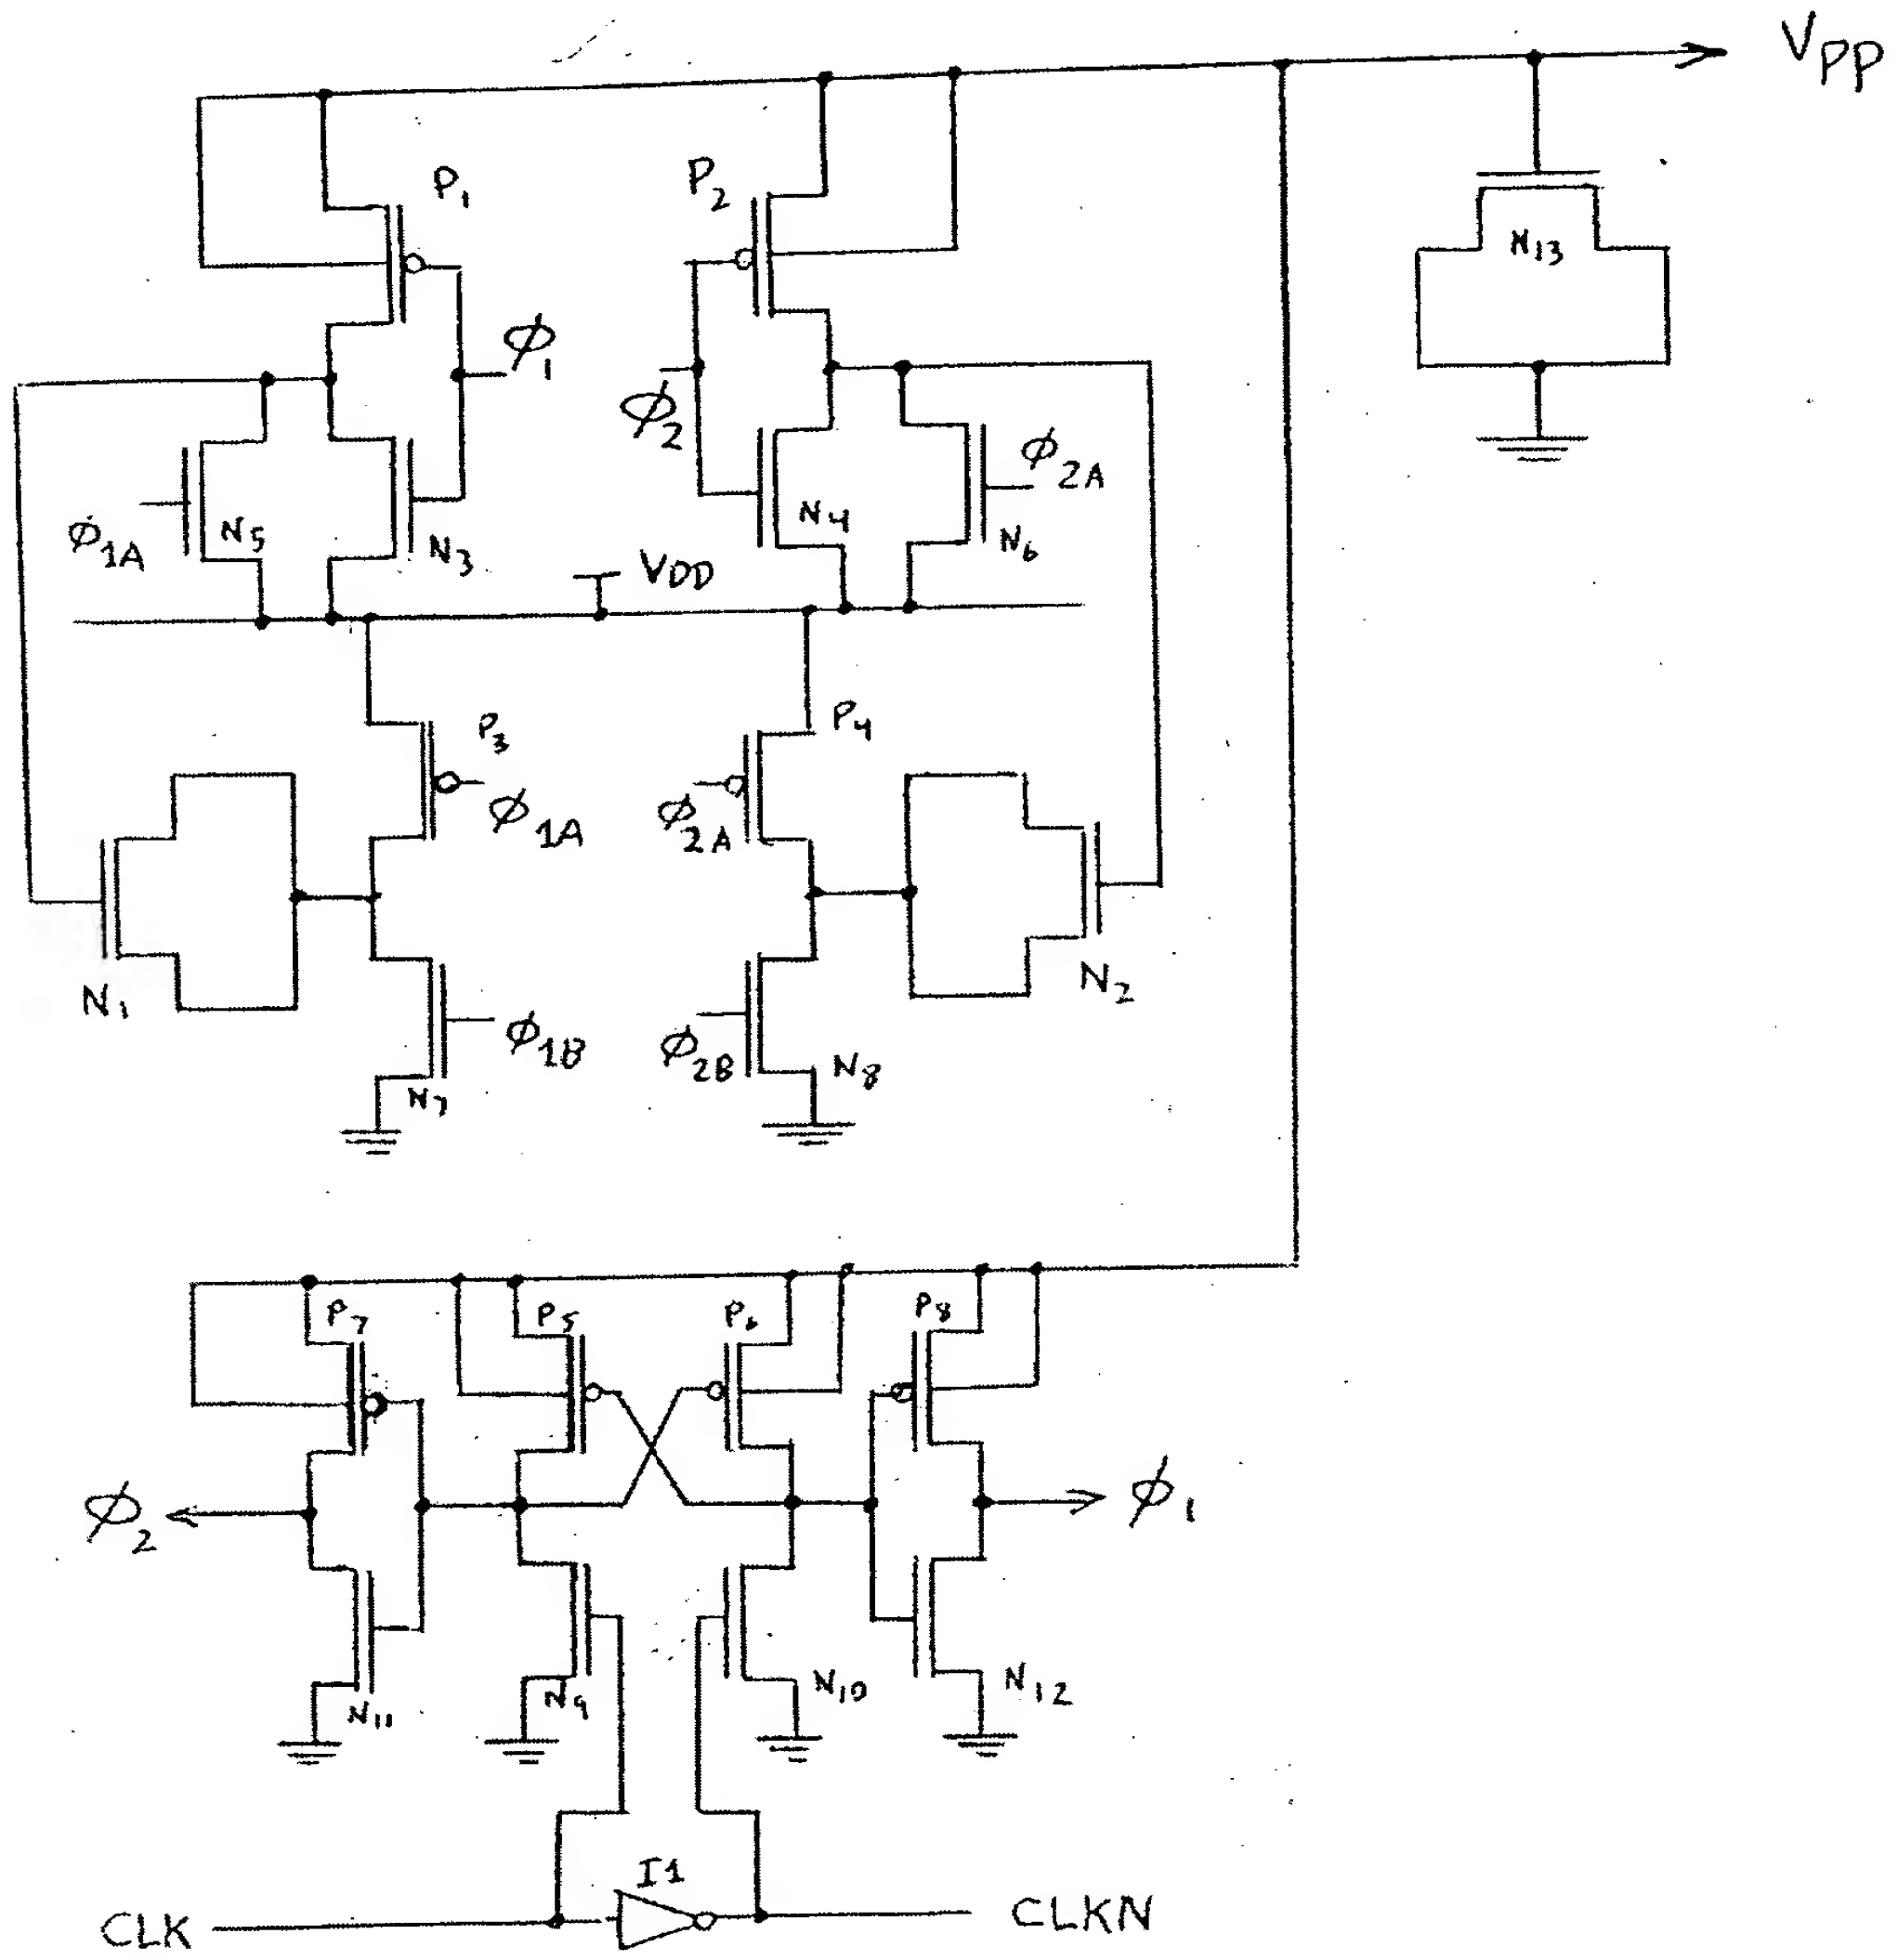 VPP
P1
P2
N13
ϕ1
ϕ2
ϕ2A
ϕ1A
N5
N3
N4
N6
VDD
P3
P4
ϕ1A
ϕ2A
N1
N2
ϕ1B
ϕ2B
N7
N8
P7
P5
P6
P8
ϕ2
ϕ1
N11
N9
N10
N12
I1
CLK
CLKN